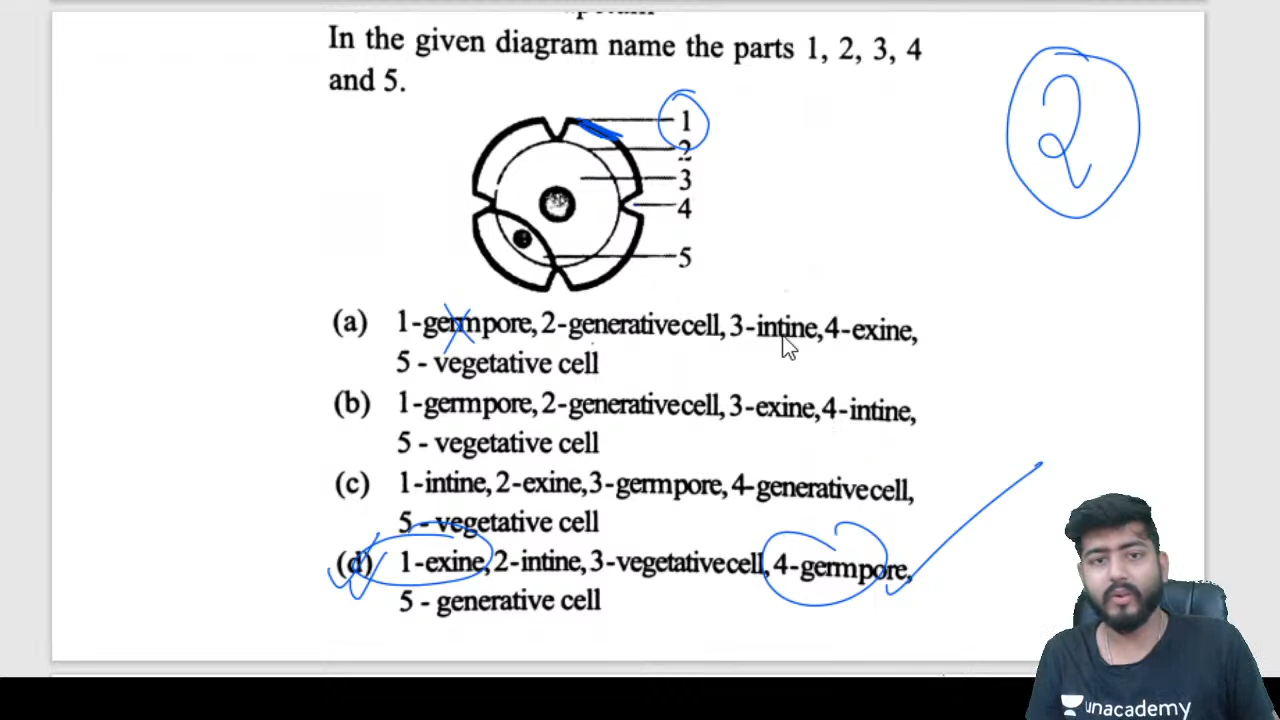 In the given diagram name the parts 1, 2, 3, 4
and 5.
2
1
2
3
4
5
(a) 1-germpore, 2-generative cell, 3-intine, 4-exine,
5 - vegetative cell
(b) 1-germpore, 2-generative cell, 3-exine, 4-intine,
5 - vegetative cell
(c) 1-intine, 2-exine, 3-germpore, 4-generative cell,
5 - vegetative cell
(d) 1-exine, 2-intine, 3-vegetative cell, 4-germpore,
5 - generative cell
unacademy